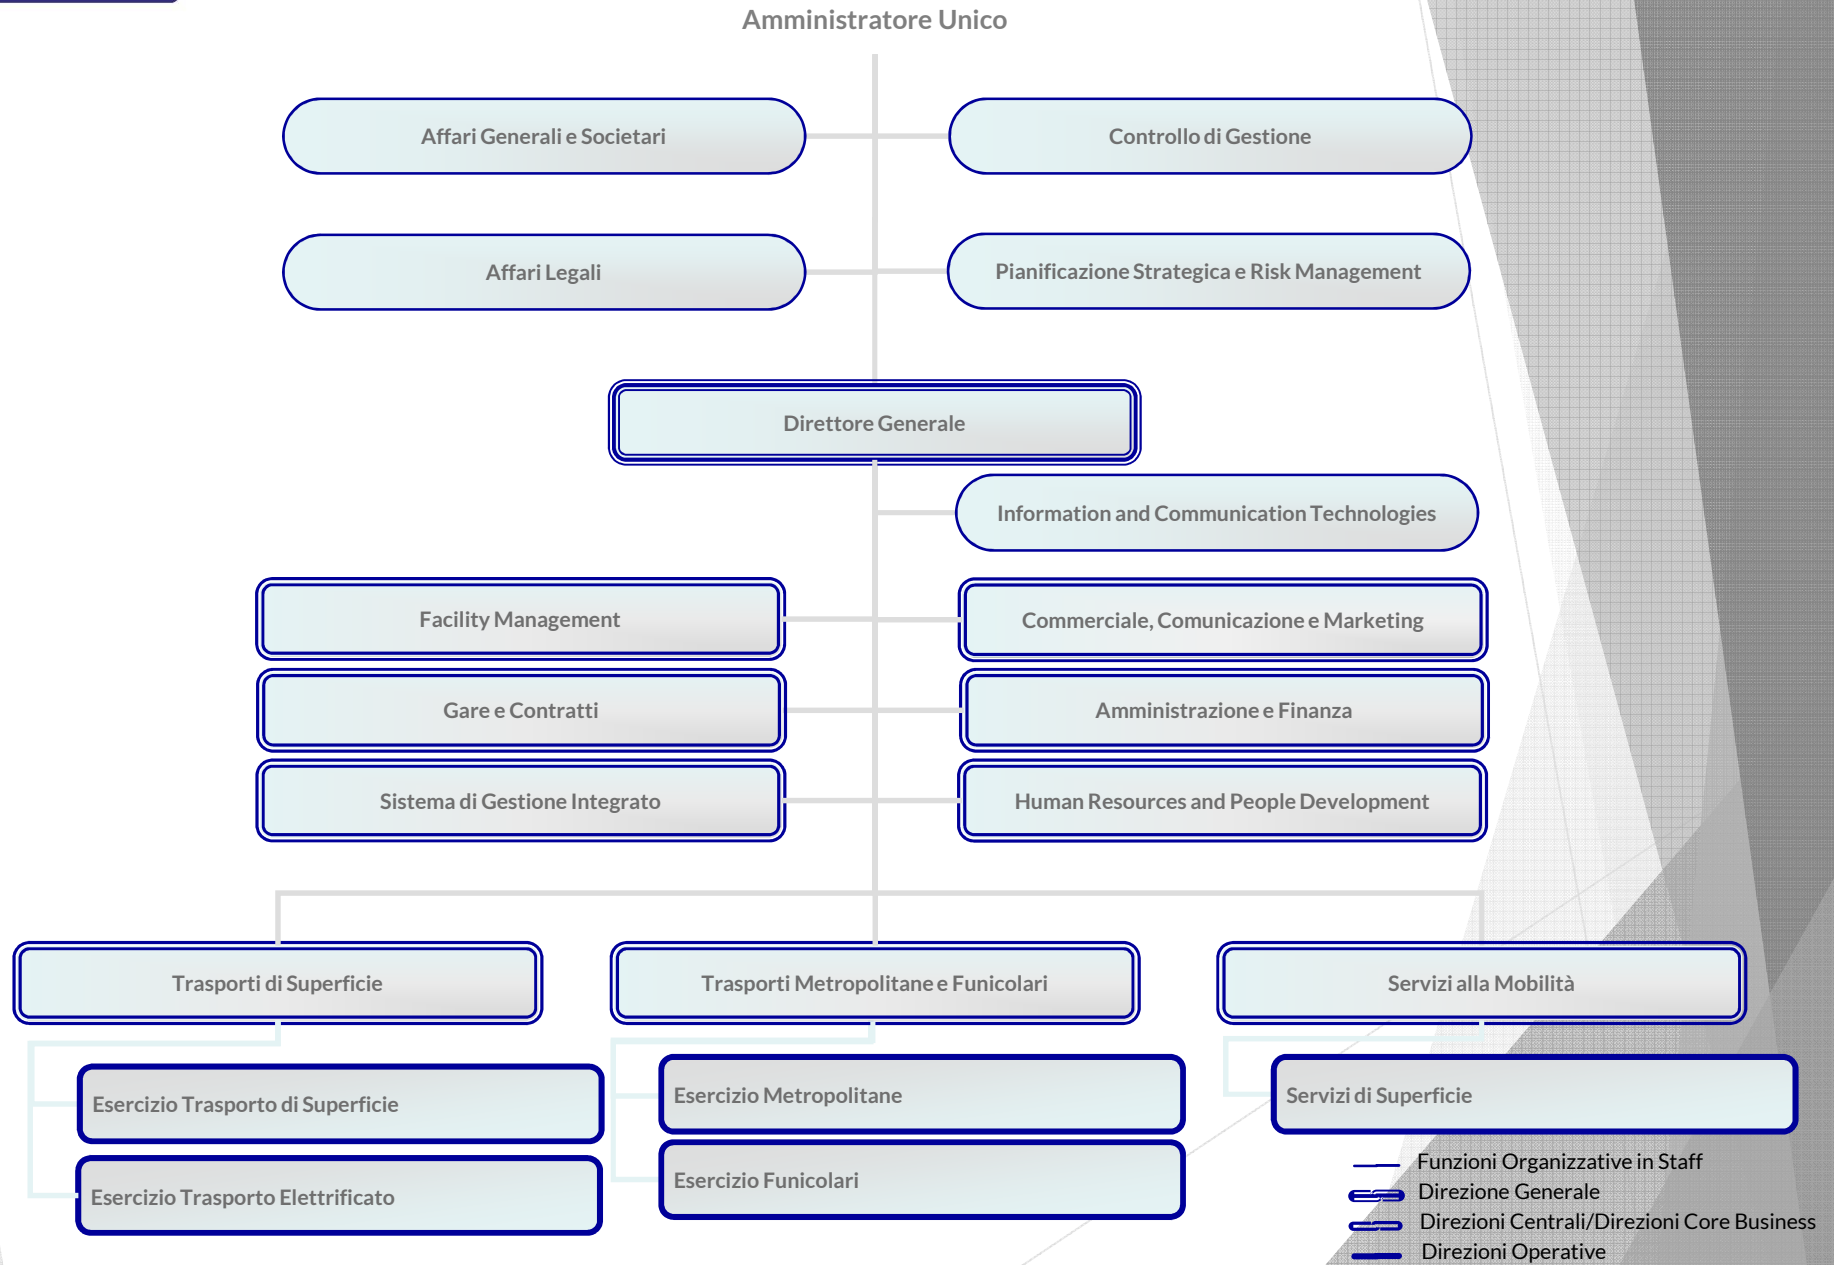 Amministratore Unico
Affari Generali e Societari
Controllo di Gestione
Affari Legali
Pianificazione Strategica e Risk Management
Direttore Generale
Information and Communication Technologies
Facility Management
Commerciale, Comunicazione e Marketing
Gare e Contratti
Amministrazione e Finanza
Sistema di Gestione Integrato
Human Resources and People Development
Trasporti di Superficie
Trasporti Metropolitane e Funicolari
Servizi alla Mobilità
Esercizio Trasporto di Superficie
Esercizio Metropolitane
Servizi di Superficie
Esercizio Trasporto Elettrificato
Esercizio Funicolari
Funzioni Organizzative in Staff
Direzione Generale
Direzioni Centrali/Direzioni Core Business
Direzioni Operative